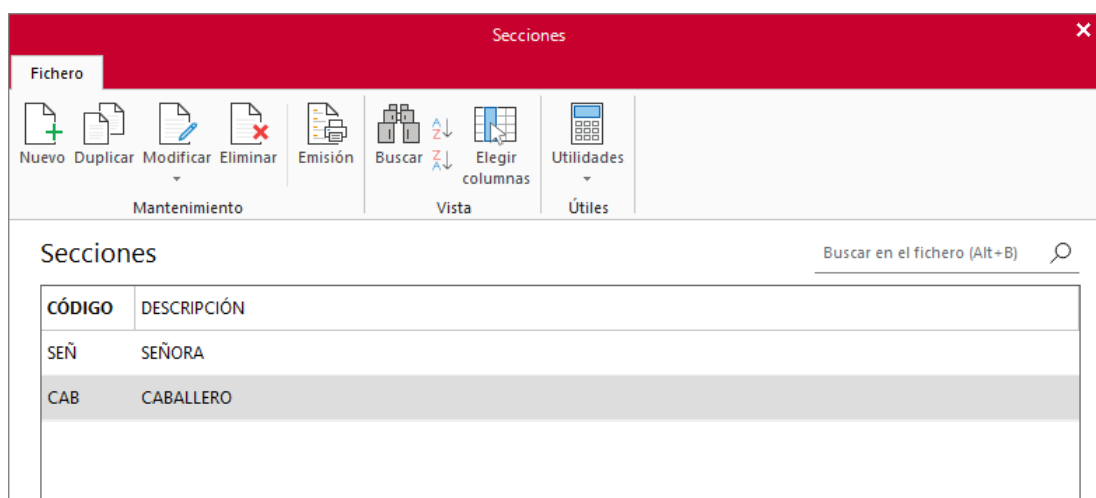 Secciones
Fichero
Nuevo Duplicar Modificar Eliminar Emisión Buscar Elegir columnas Utilidades
Mantenimiento Vista Útiles
Secciones Buscar en el fichero (Alt+B)
CÓDIGO DESCRIPCIÓN
SEÑ SEÑORA
CAB CABALLERO